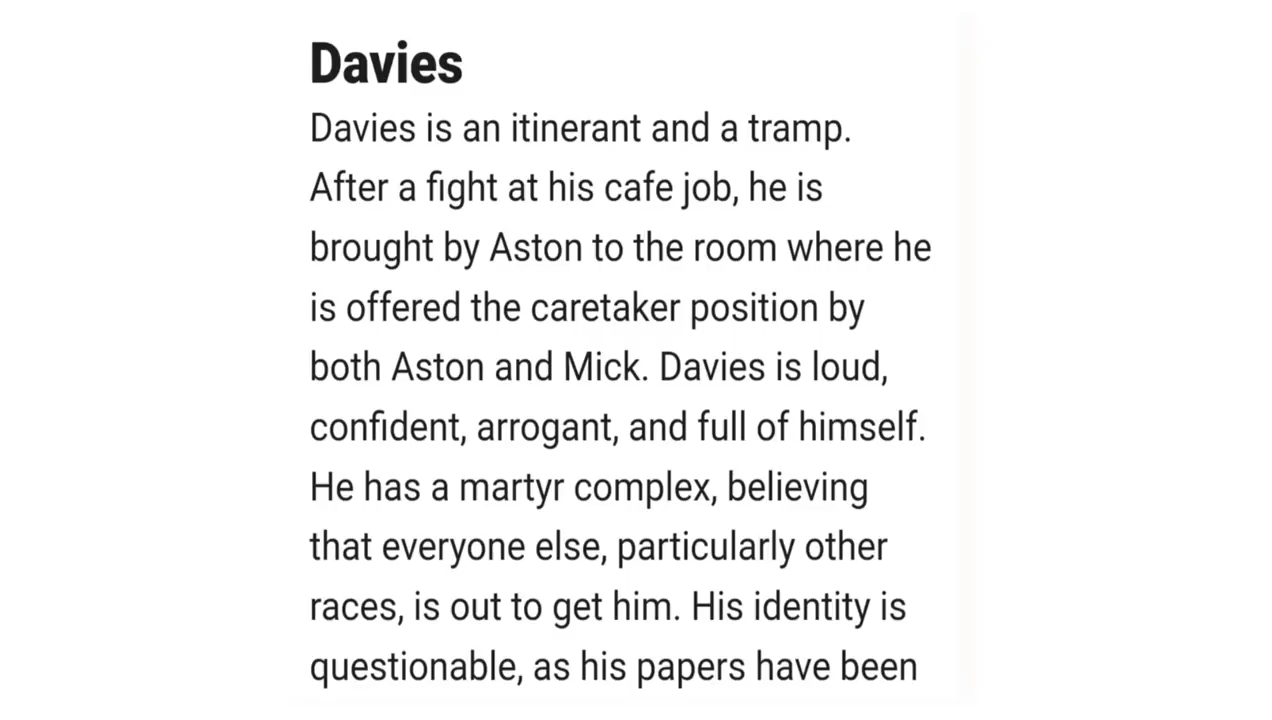 Davies
Davies is an itinerant and a tramp.
After a fight at his cafe job, he is
brought by Aston to the room where he
is offered the caretaker position by
both Aston and Mick. Davies is loud,
confident, arrogant, and full of himself.
He has a martyr complex, believing
that everyone else, particularly other
races, is out to get him. His identity is
questionable, as his papers have been